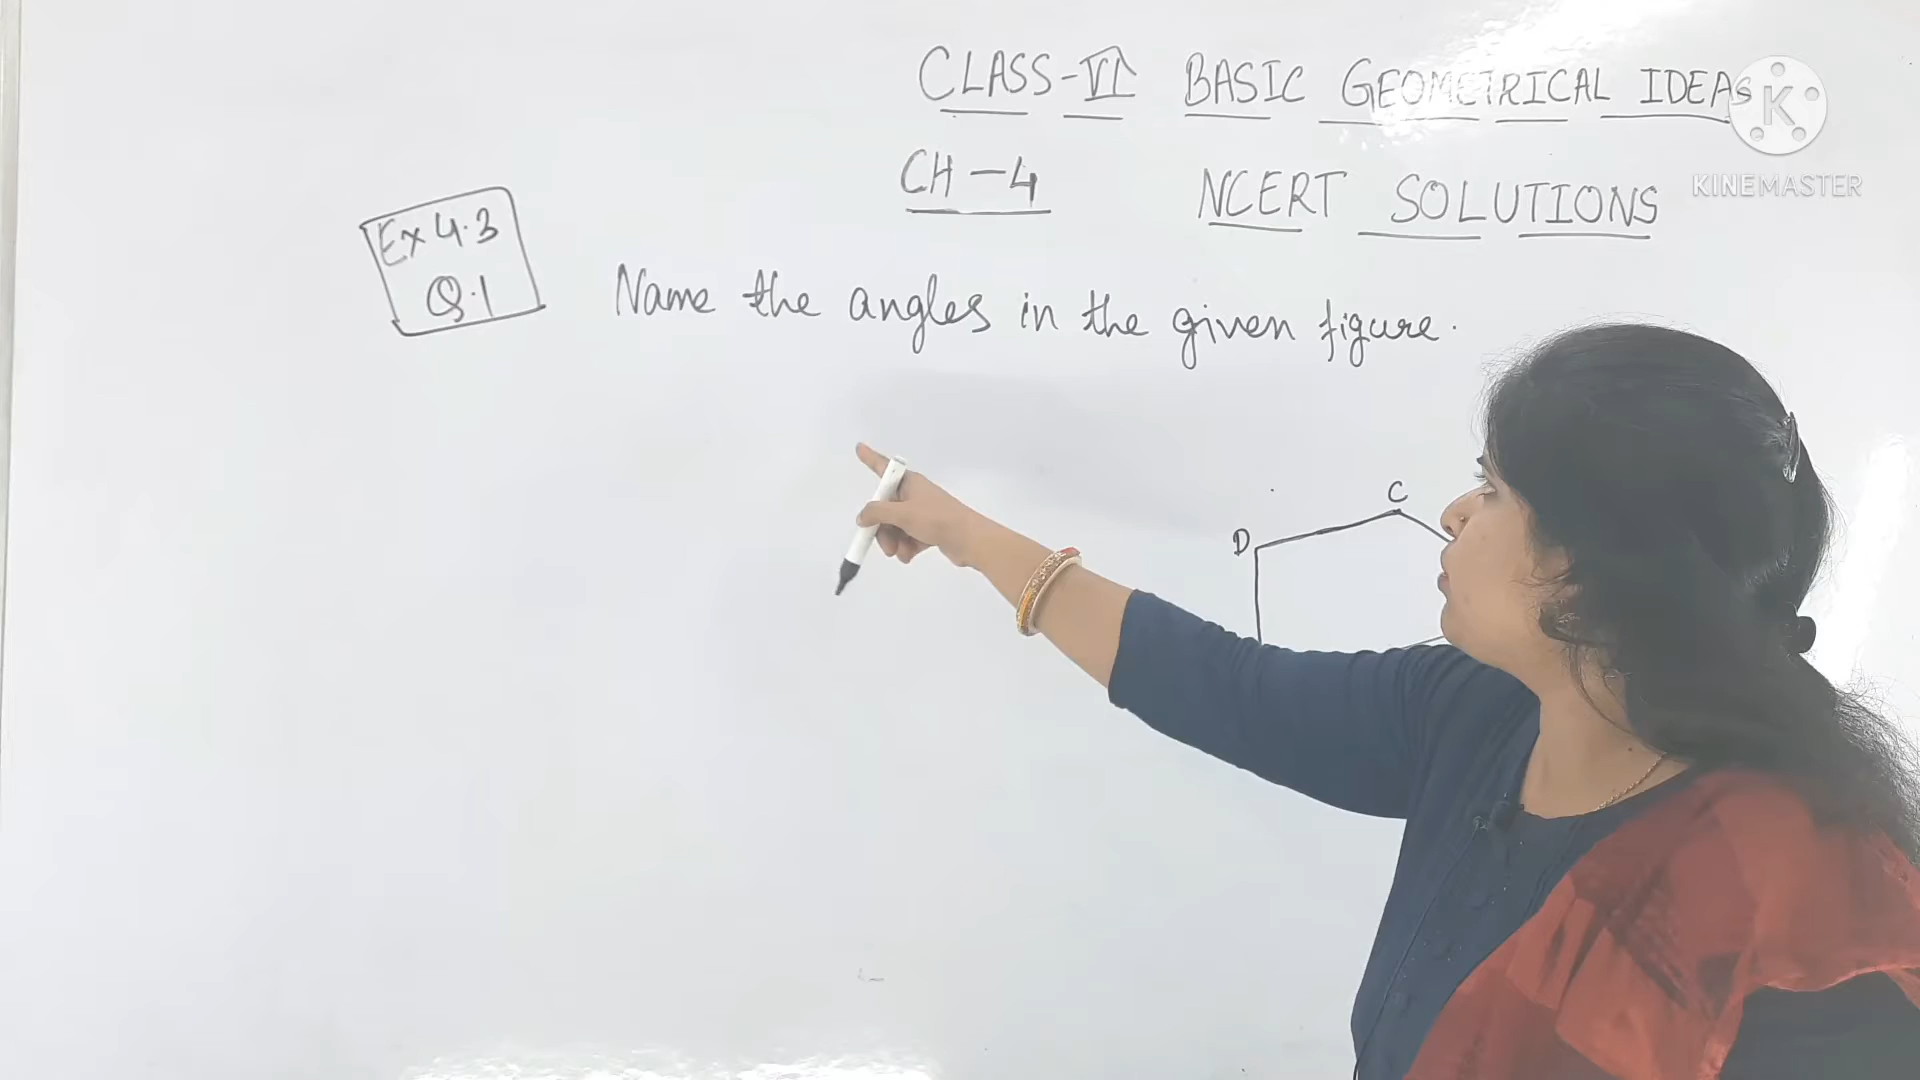 CLASS-VI BASIC GEOMETRICAL IDEAS
CH-4 NCERT SOLUTIONS
K
KINEMASTER
Ex 4.3
Q.1
Name the angles in the given figure.
C
D